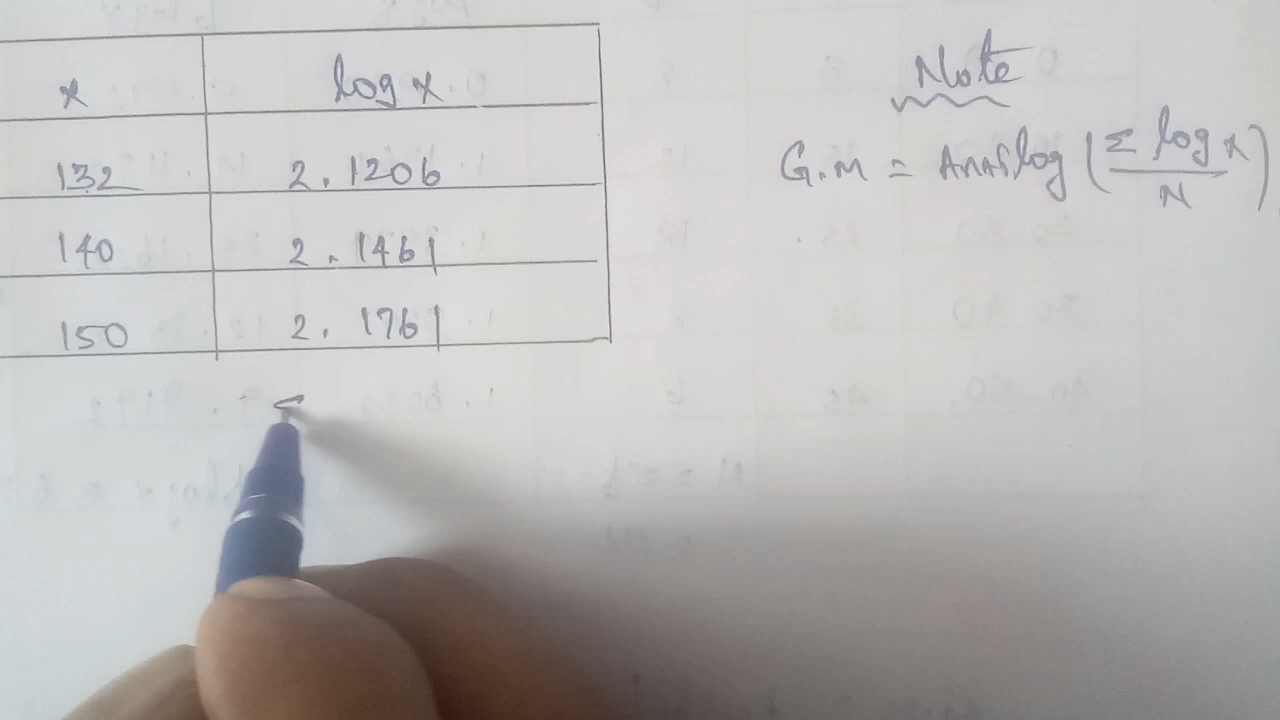 x log x
132 2.1206
140 2.1461
150 2.1761
Note
G.M = Antilog (Σ log x / N)